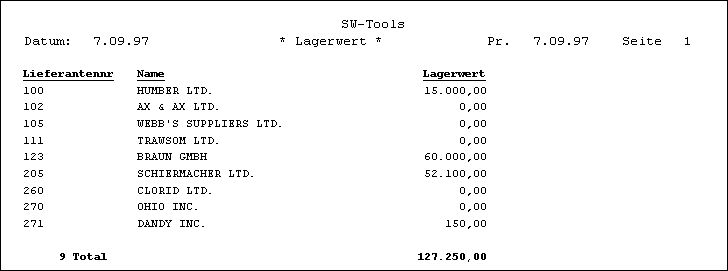 SW-Tools
Datum: 7.09.97 * Lagerwert * Pr. 7.09.97 Seite 1
Lieferantennr Name Lagerwert
100 HUMBER LTD. 15.000,00
102 AX & AX LTD. 0,00
105 WEBB'S SUPPLIERS LTD. 0,00
111 TRAWSOM LTD. 0,00
123 BRAUN GMBH 60.000,00
205 SCHIERMACHER LTD. 52.100,00
260 CLORID LTD. 0,00
270 OHIO INC. 0,00
271 DANDY INC. 150,00
9 Total 127.250,00